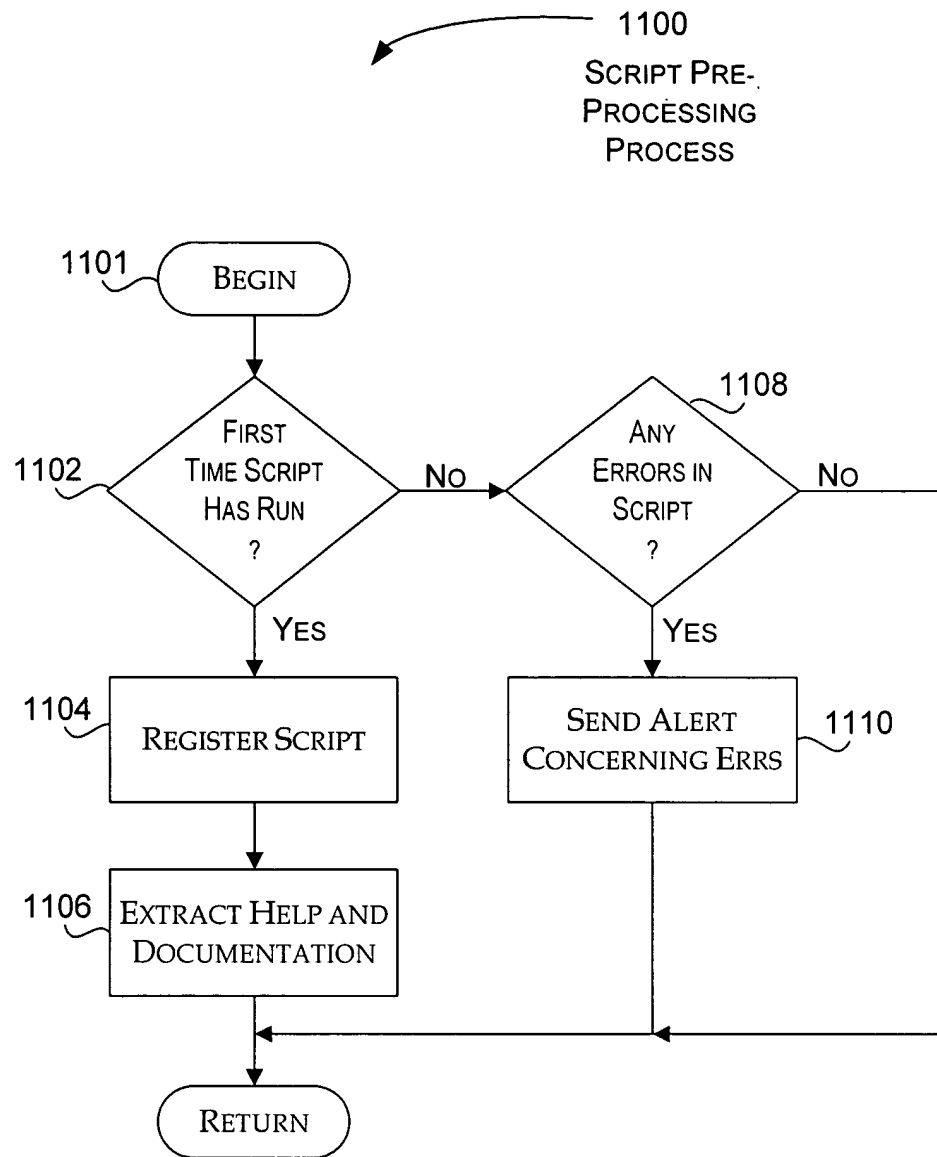 1100
SCRIPT PRE-
PROCESSING
PROCESS
1101
BEGIN
1102
FIRST
TIME SCRIPT
HAS RUN
?
NO
YES
1108
ANY
ERRORS IN
SCRIPT
?
NO
YES
1104
REGISTER SCRIPT
SEND ALERT
CONCERNING ERRS
1110
1106
EXTRACT HELP AND
DOCUMENTATION
RETURN